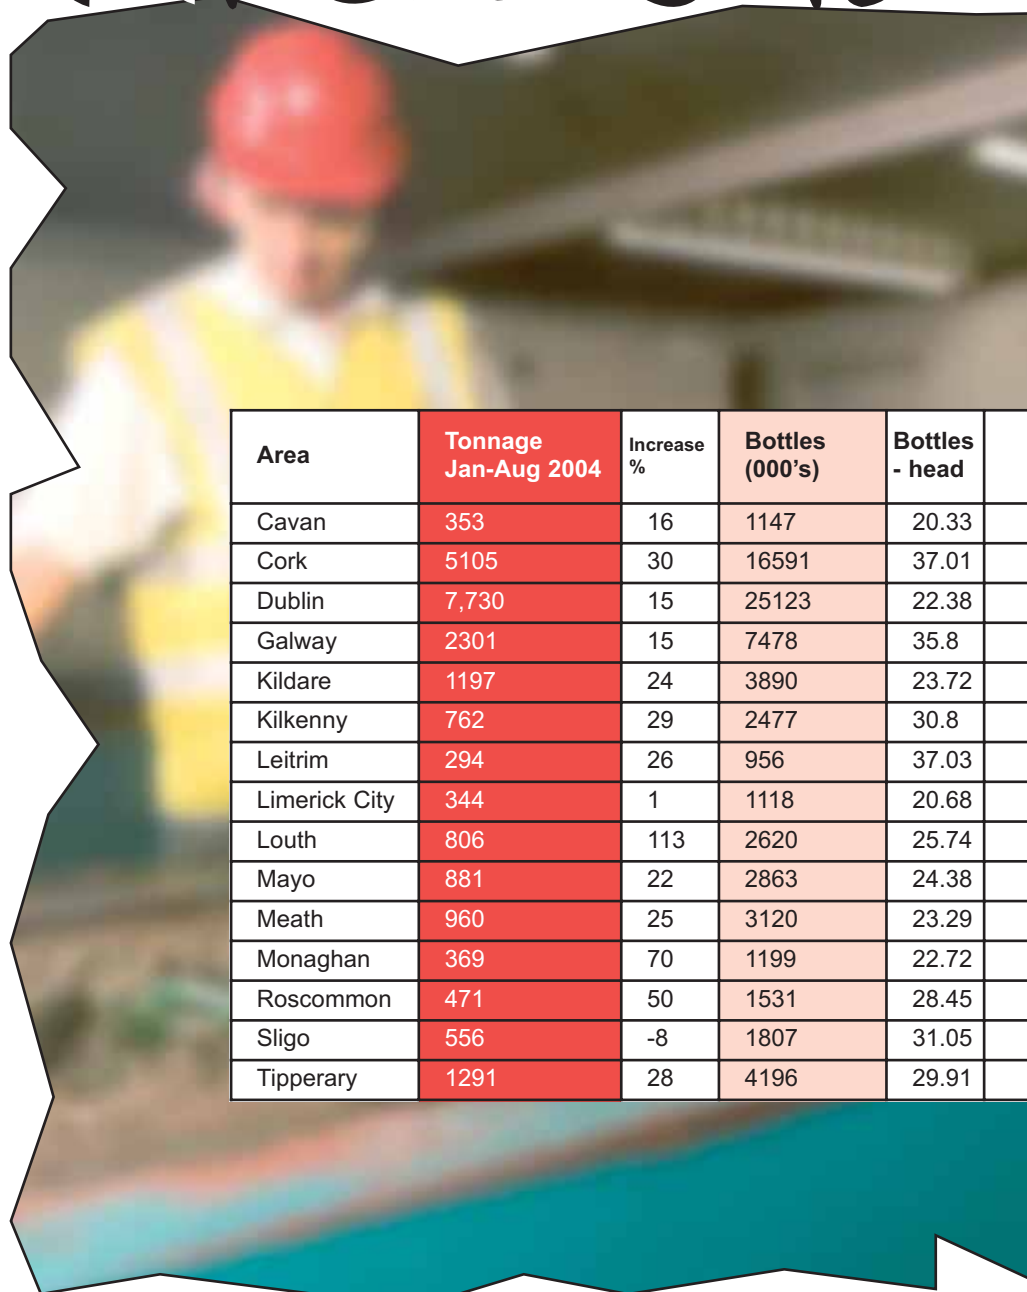 Area Tonnage Jan-Aug 2004 Increase % Bottles (000's) Bottles - head
Cavan 353 16 1147 20.33
Cork 5105 30 16591 37.01
Dublin 7,730 15 25123 22.38
Galway 2301 15 7478 35.8
Kildare 1197 24 3890 23.72
Kilkenny 762 29 2477 30.8
Leitrim 294 26 956 37.03
Limerick City 344 1 1118 20.68
Louth 806 113 2620 25.74
Mayo 881 22 2863 24.38
Meath 960 25 3120 23.29
Monaghan 369 70 1199 22.72
Roscommon 471 50 1531 28.45
Sligo 556 -8 1807 31.05
Tipperary 1291 28 4196 29.91